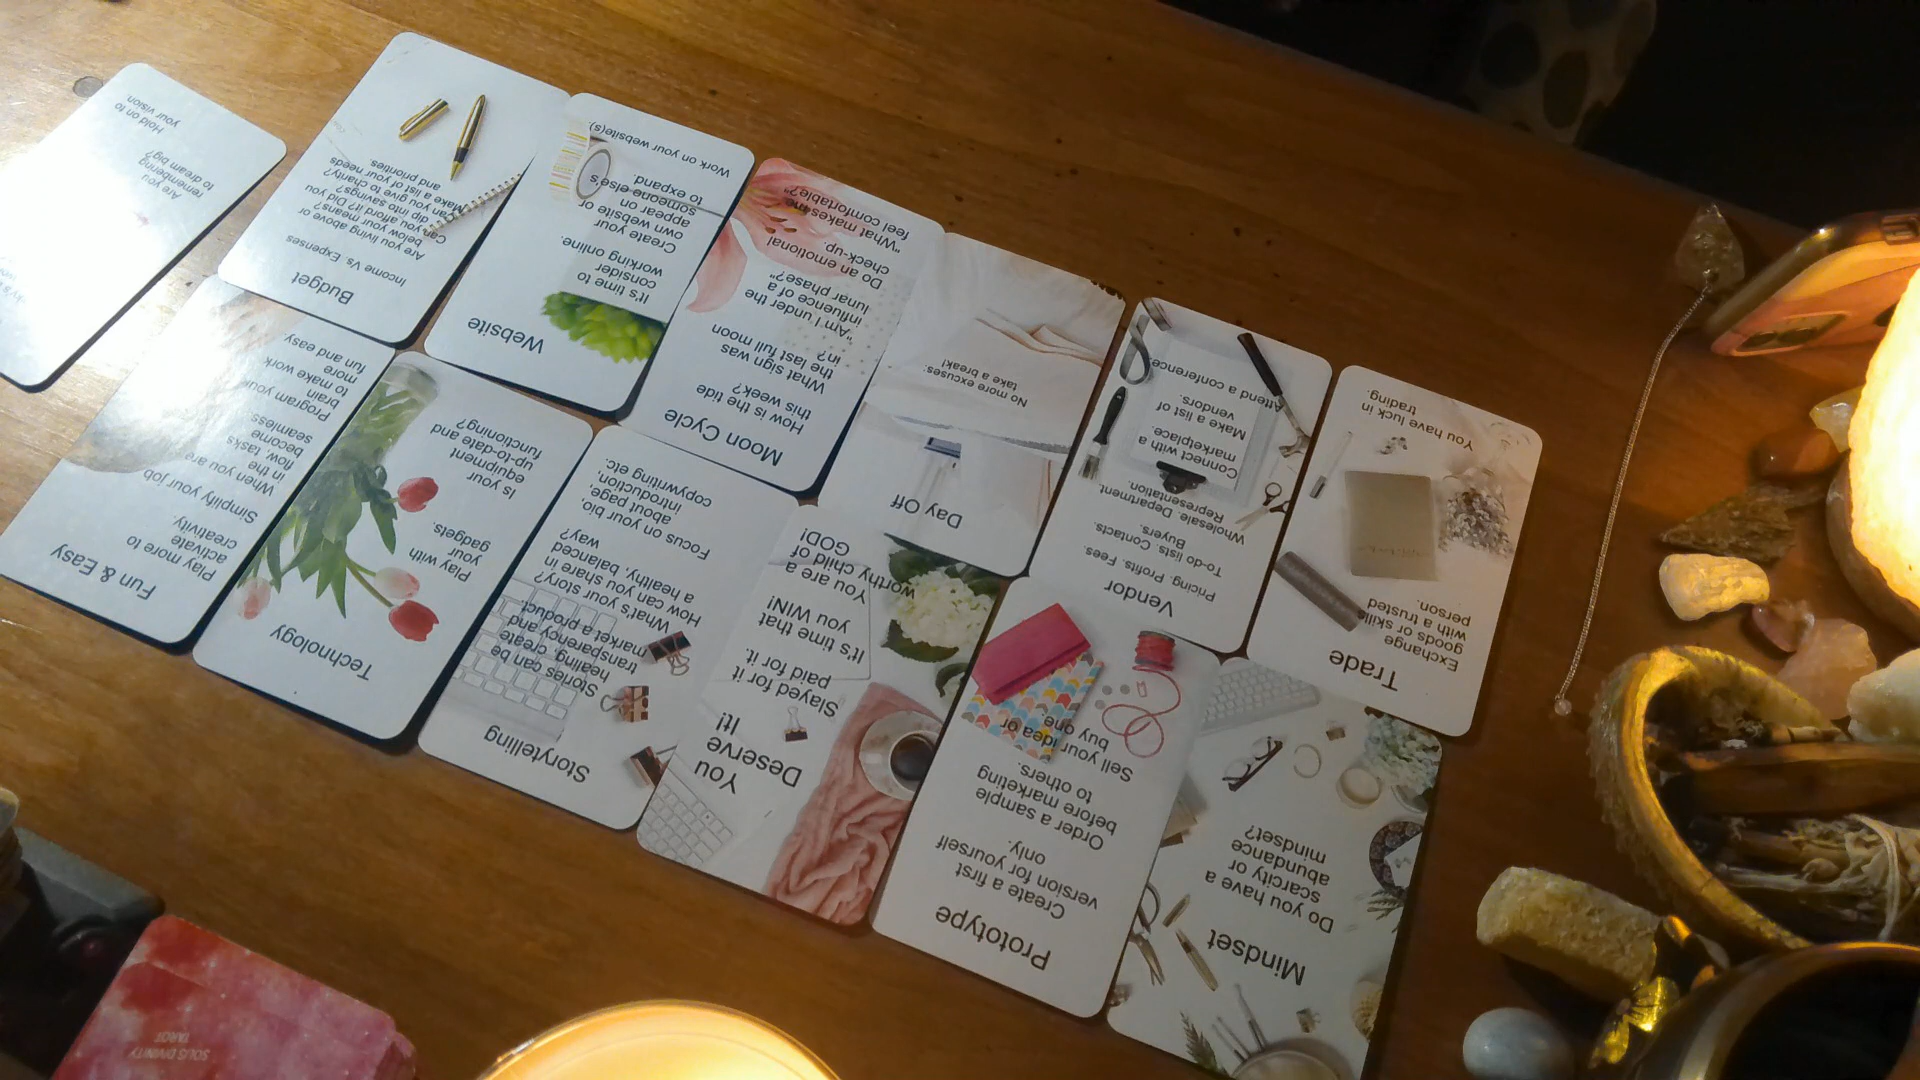 Mindset
Do you have a
scarcity or
abundance
mindset?
Prototype
Create a first
version for yourself
only.
Order a sample
before marketing
to others.
Sell your idea or
buy one
You
Deserve
It!
Slayed for it
paid for it.
It's time that
you WIN!
You are a
worthy child of
GOD!
Storytelling
Stories can be
healing, create
transparency and
market a product.
What's your story?
How can you share in
a healthy, balanced
way?
Focus on your bio,
about page,
introduction,
copywriting etc.
Technology
Play with
your
gadgets.
Is your
equipment
up-to-date and
functioning?
Fun & Easy
Play more to
activate
creativity.
Simplify your job
When you are
in the
flow, tasks
become
seamless.
Program your
brain
to make work
more
fun and easy
Trade
Exchange
goods or skills
with a trusted
person.
You have luck in
trading.
Vendor
Pricing. Profits. Fees.
To-do lists. Contacts.
Buyers.
Wholesale. Department.
Representation.
Connect with a
marketplace.
Make a list of
vendors.
Attend a conference.
Day Off
No more excuses:
take a break!
Moon Cycle
How is the tide
this week?
What sign was
the last full moon
in?
"Am I under the
influence of a
lunar phase?"
Do an emotional
check-up.
"What makes me
feel comfortable?"
Website
It's time to
consider
working online.
Create your
own website or
appear on
someone else's
to expand.
Work on your website(s).
Budget
Income Vs. Expenses
Are you living above or
below your means?
Can you afford it? Did you
dip into savings?
Can you give to charity?
Make a list of your needs
and priorities.
Are you
remembering
to dream big?
Hold on to
your vision.
SOLIS DIVINITY
TAROT